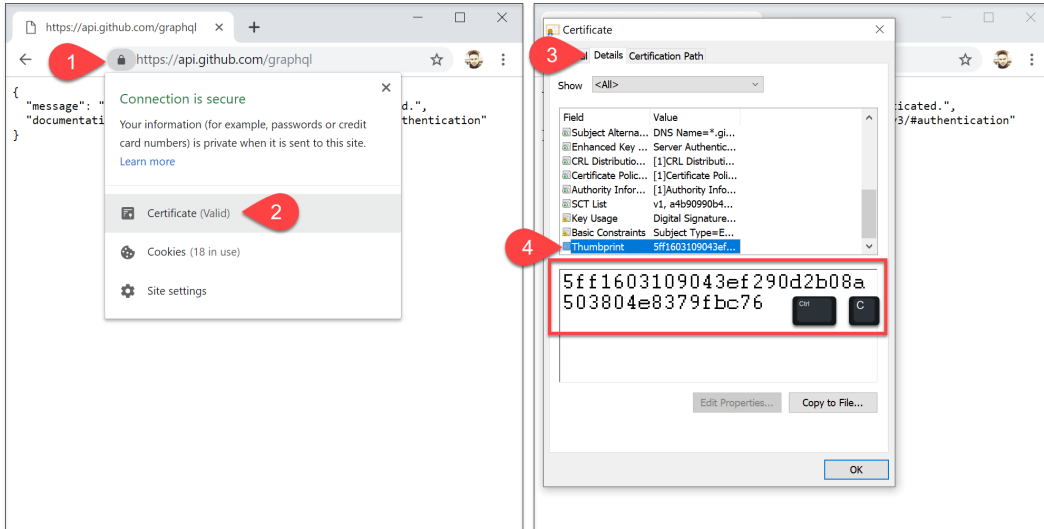 https://api.github.com/graphql
1
https://api.github.com/graphql
{
"message": "
d.",
"documentati
thentication"
}
Connection is secure
Your information (for example, passwords or credit
card numbers) is private when it is sent to this site.
Learn more
Certificate (Valid)
2
Cookies (18 in use)
Site settings
Certificate
3
Details
Certification Path
Show
<All>
icated.",
3/#authentication"
Field Value
Subject Alterna... DNS Name=*.gi...
Enhanced Key ... Server Authentic...
CRL Distributio... [1]CRL Distributi...
Certificate Polic... [1]Certificate Poli...
Authority Infor... [1]Authority Info...
SCT List v1, a4b90990b4...
Key Usage Digital Signature...
Basic Constraints Subject Type=E...
4
Thumbprint 5ff1603109043ef...
5ff1603109043ef290d2b08a
503804e8379fbc76
Ctrl
C
Edit Properties...
Copy to File...
OK